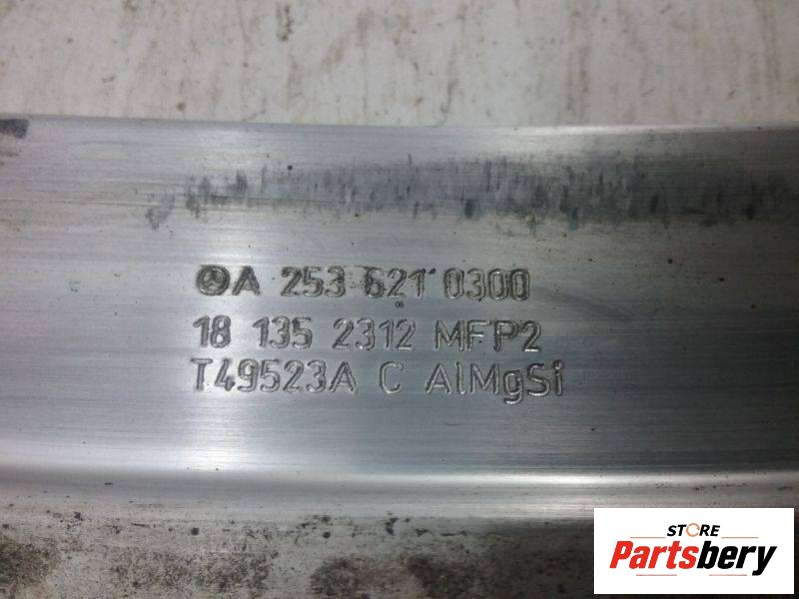 A 253 621 0300
18 135 2312 MFP2
T49523A C AlMgSi
STORE
Partsbery